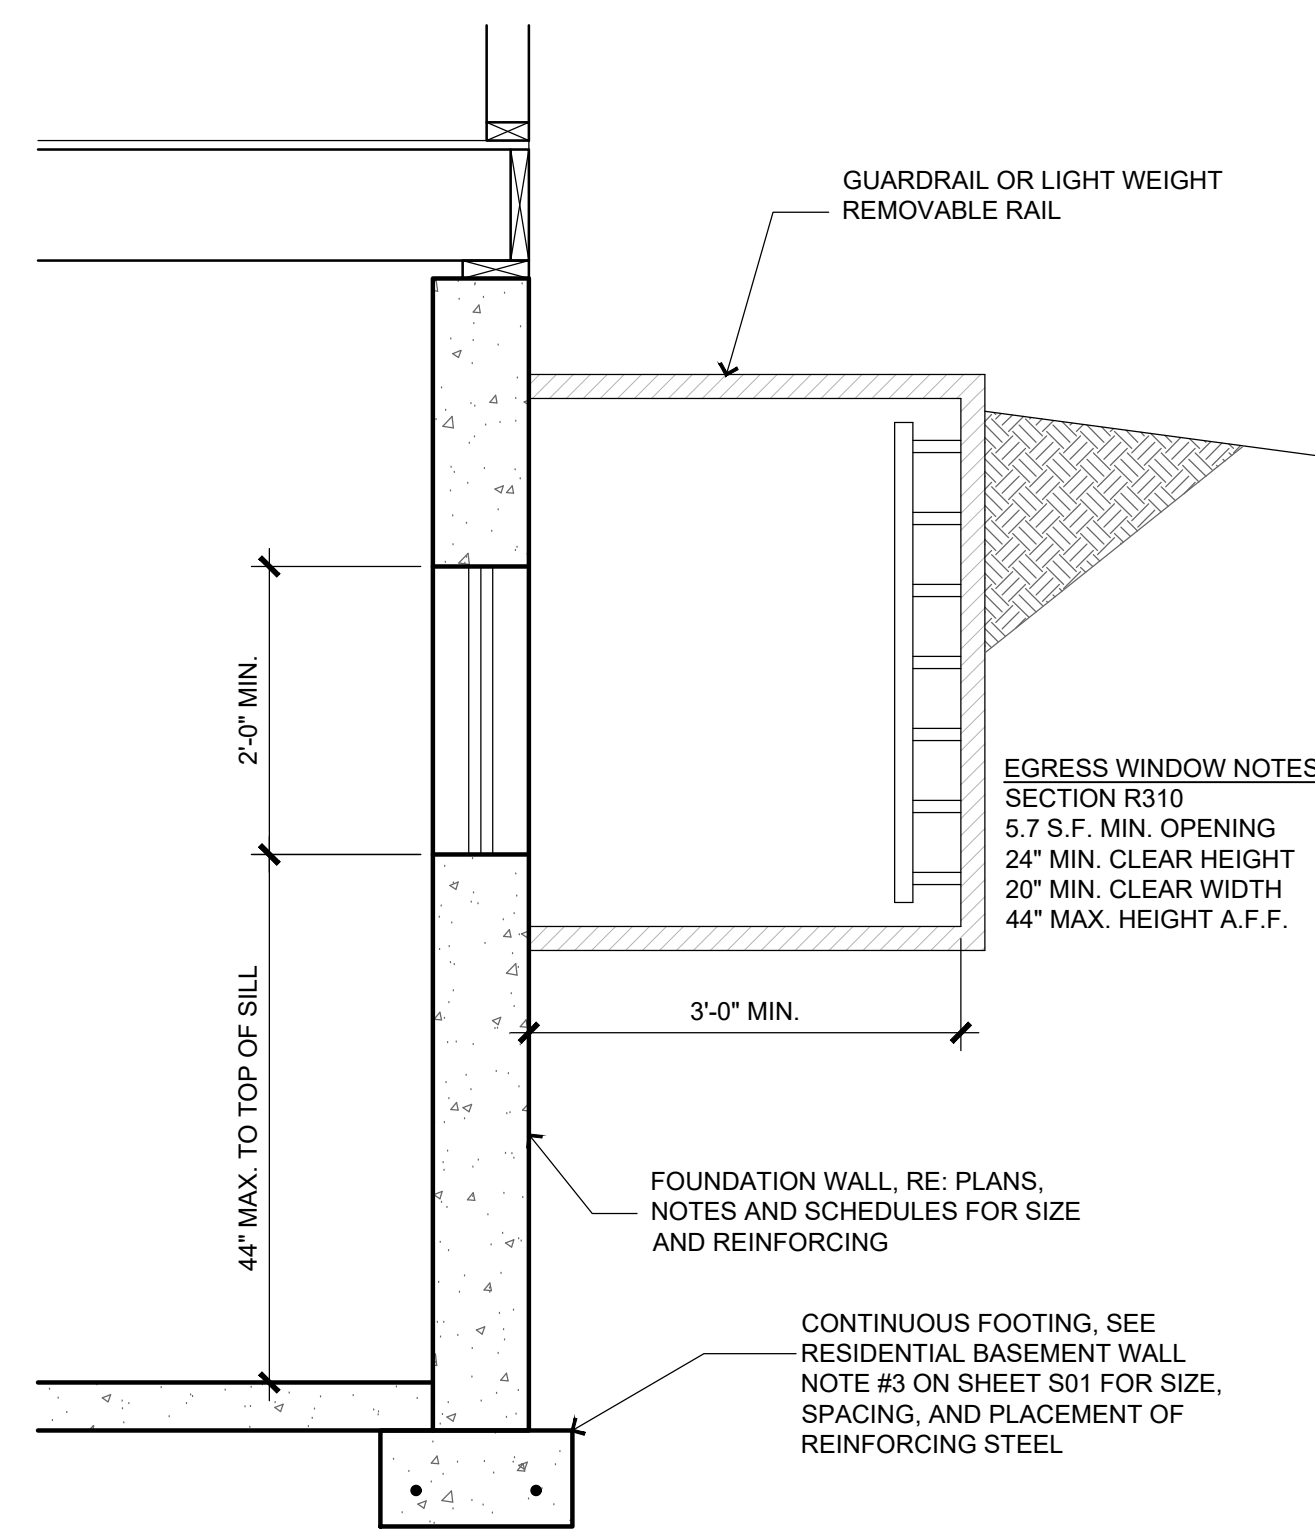 GUARDRAIL OR LIGHT WEIGHT
REMOVABLE RAIL
2'-0" MIN.
EGRESS WINDOW NOTES
SECTION R310
5.7 S.F. MIN. OPENING
24" MIN. CLEAR HEIGHT
20" MIN. CLEAR WIDTH
44" MAX. HEIGHT A.F.F.
44" MAX. TO TOP OF SILL
3'-0" MIN.
FOUNDATION WALL, RE: PLANS,
NOTES AND SCHEDULES FOR SIZE
AND REINFORCING
CONTINUOUS FOOTING, SEE
RESIDENTIAL BASEMENT WALL
NOTE #3 ON SHEET S01 FOR SIZE,
SPACING, AND PLACEMENT OF
REINFORCING STEEL